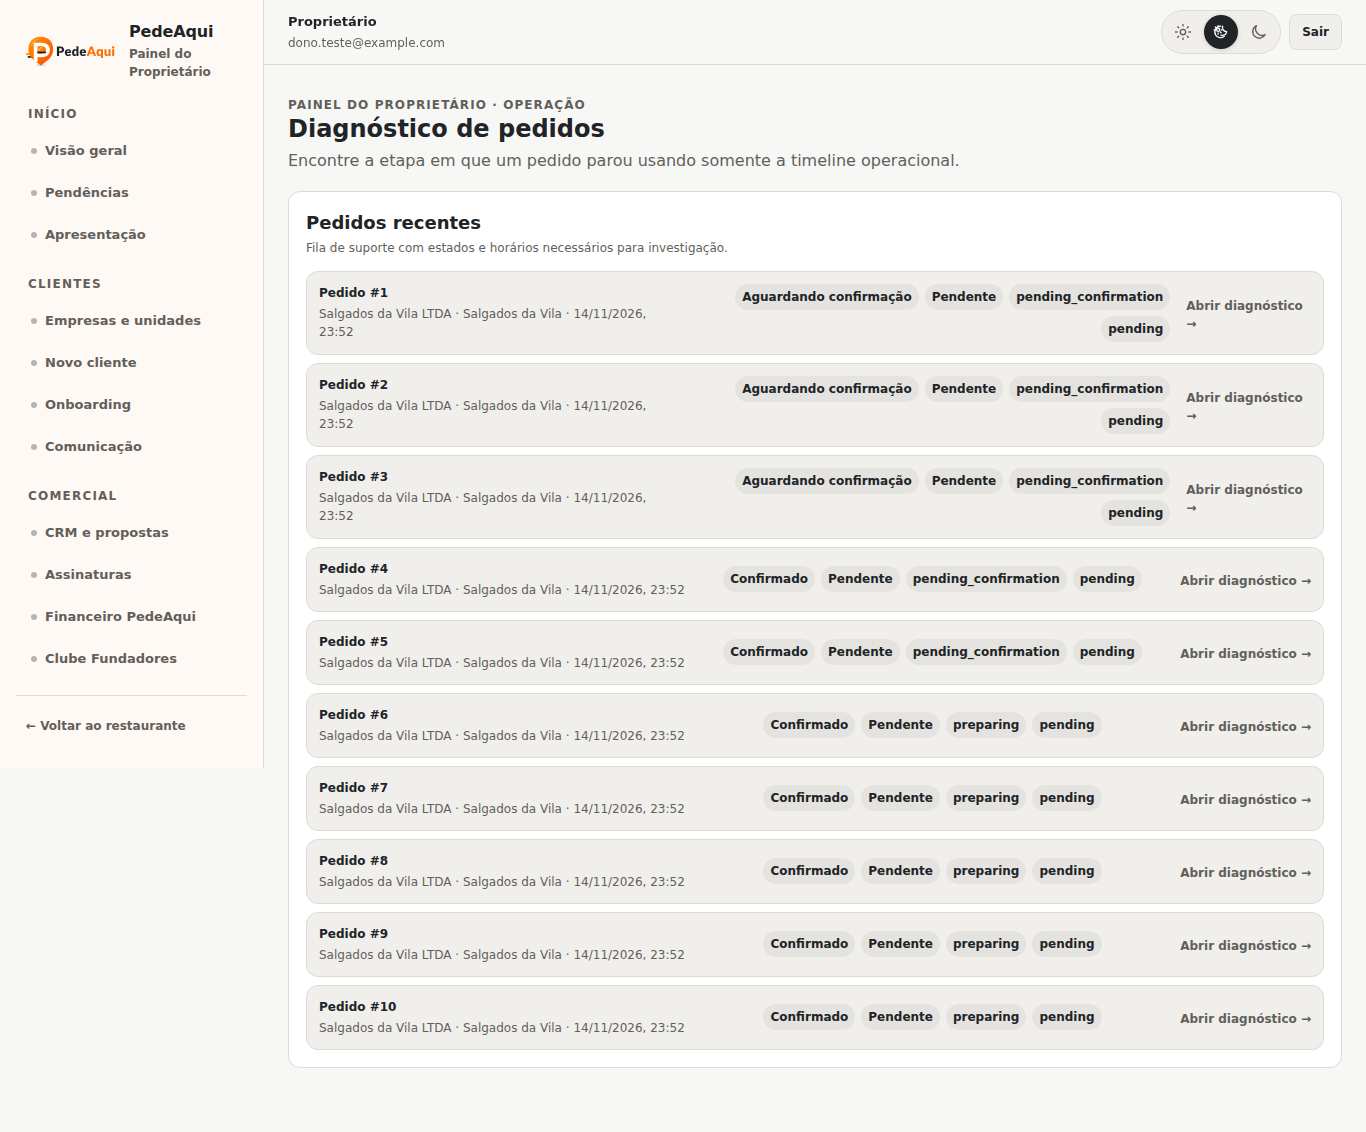 PedeAqui
PedeAqui
Painel do
Proprietário
INÍCIO
Visão geral
Pendências
Apresentação
CLIENTES
Empresas e unidades
Novo cliente
Onboarding
Comunicação
COMERCIAL
CRM e propostas
Assinaturas
Financeiro PedeAqui
Clube Fundadores
← Voltar ao restaurante
Proprietário
dono.teste@example.com
Sair
PAINEL DO PROPRIETÁRIO · OPERAÇÃO
Diagnóstico de pedidos
Encontre a etapa em que um pedido parou usando somente a timeline operacional.
Pedidos recentes
Fila de suporte com estados e horários necessários para investigação.
Pedido #1
Salgados da Vila LTDA · Salgados da Vila · 14/11/2026,
23:52
Aguardando confirmação Pendente pending_confirmation
pending
Abrir diagnóstico
→
Pedido #2
Salgados da Vila LTDA · Salgados da Vila · 14/11/2026,
23:52
Aguardando confirmação Pendente pending_confirmation
pending
Abrir diagnóstico
→
Pedido #3
Salgados da Vila LTDA · Salgados da Vila · 14/11/2026,
23:52
Aguardando confirmação Pendente pending_confirmation
pending
Abrir diagnóstico
→
Pedido #4
Salgados da Vila LTDA · Salgados da Vila · 14/11/2026, 23:52
Confirmado Pendente pending_confirmation pending
Abrir diagnóstico →
Pedido #5
Salgados da Vila LTDA · Salgados da Vila · 14/11/2026, 23:52
Confirmado Pendente pending_confirmation pending
Abrir diagnóstico →
Pedido #6
Salgados da Vila LTDA · Salgados da Vila · 14/11/2026, 23:52
Confirmado Pendente preparing pending
Abrir diagnóstico →
Pedido #7
Salgados da Vila LTDA · Salgados da Vila · 14/11/2026, 23:52
Confirmado Pendente preparing pending
Abrir diagnóstico →
Pedido #8
Salgados da Vila LTDA · Salgados da Vila · 14/11/2026, 23:52
Confirmado Pendente preparing pending
Abrir diagnóstico →
Pedido #9
Salgados da Vila LTDA · Salgados da Vila · 14/11/2026, 23:52
Confirmado Pendente preparing pending
Abrir diagnóstico →
Pedido #10
Salgados da Vila LTDA · Salgados da Vila · 14/11/2026, 23:52
Confirmado Pendente preparing pending
Abrir diagnóstico →